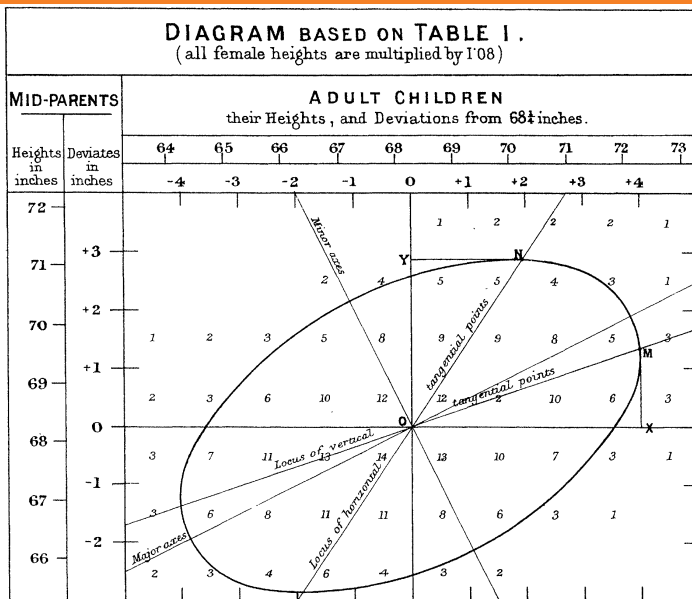 DIAGRAM BASED ON TABLE I.
(all female heights are multiplied by 1·08)
MID-PARENTS
ADULT CHILDREN
their Heights, and Deviations from 68¼ inches.
Heights in inches
Deviates in inches
64 65 66 67 68 69 70 71 72 73
-4 -3 -2 -1 0 +1 +2 +3 +4
72
1 2 2 2 1
Minor axes
+3
Y N
71
2 4 5 5 4 3 1
+2
tangential points
70
1 2 3 5 8 9 9 8 5 3
M
+1
tangential points
69
2 3 6 10 12 12 2 10 6 3
0 O X
68
Locus of vertical
3 7 11 13 14 13 10 7 3 1
-1
67
3 6 8 11 11 8 6 3 1
Locus of horizontal
-2
Major axes
66
2 3 4 6 4 3 2